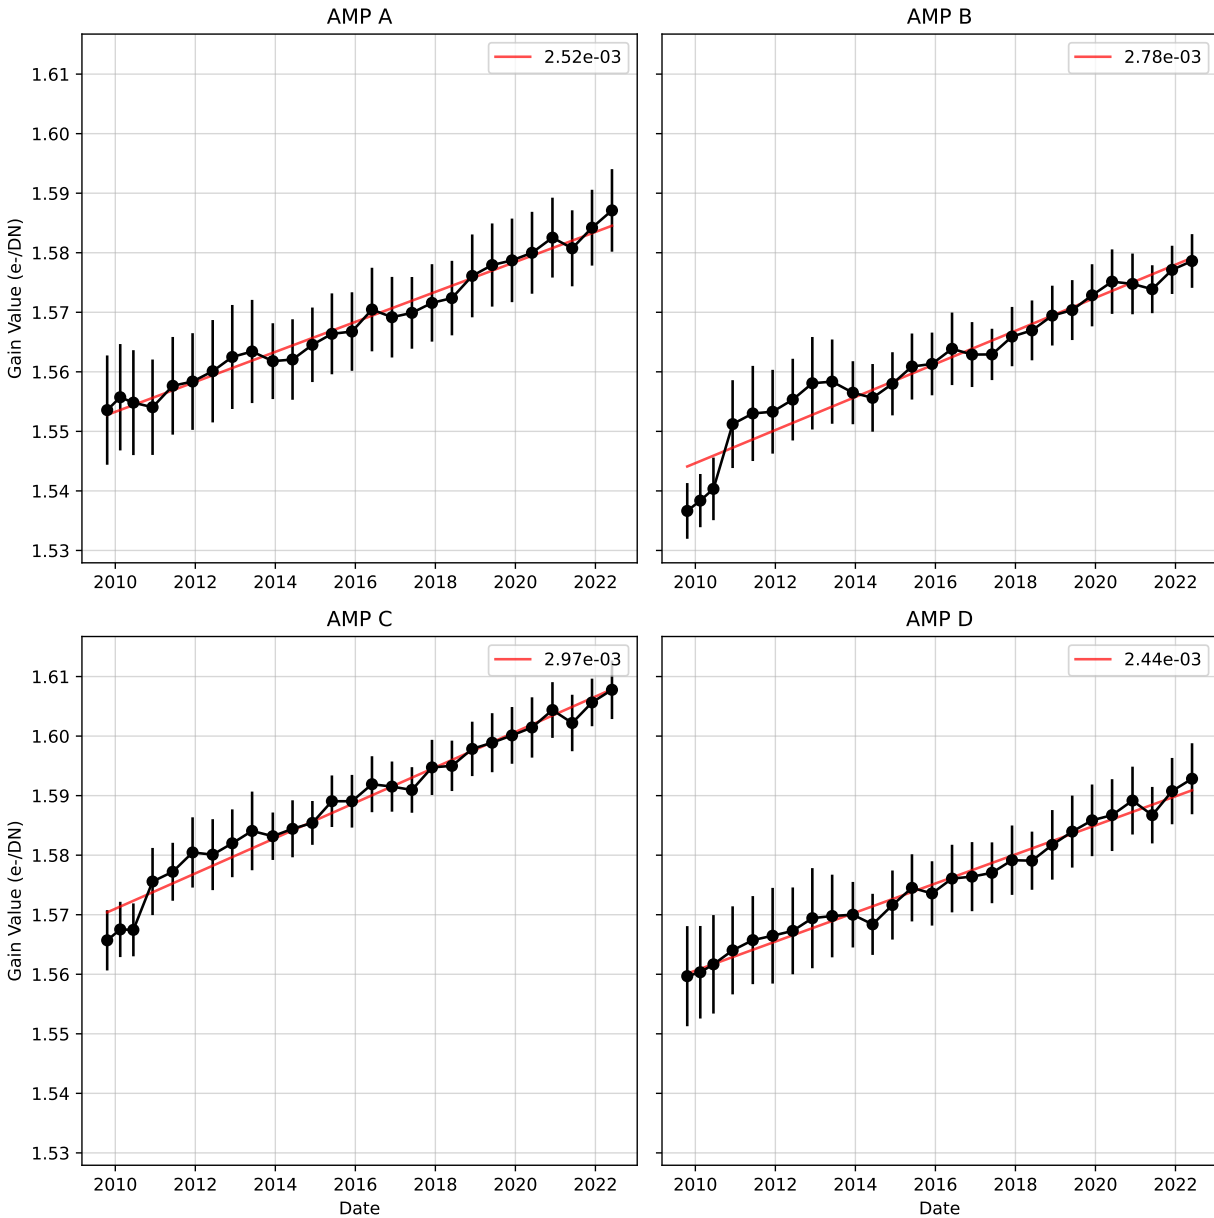 AMP A
AMP B
2.52e-03
2.78e-03
1.61
1.60
1.59
1.58
1.57
1.56
1.55
1.54
1.53
Gain Value (e-/DN)
2010 2012 2014 2016 2018 2020 2022
2010 2012 2014 2016 2018 2020 2022
AMP C
AMP D
2.97e-03
2.44e-03
1.61
1.60
1.59
1.58
1.57
1.56
1.55
1.54
1.53
Gain Value (e-/DN)
2010 2012 2014 2016 2018 2020 2022
2010 2012 2014 2016 2018 2020 2022
Date
Date